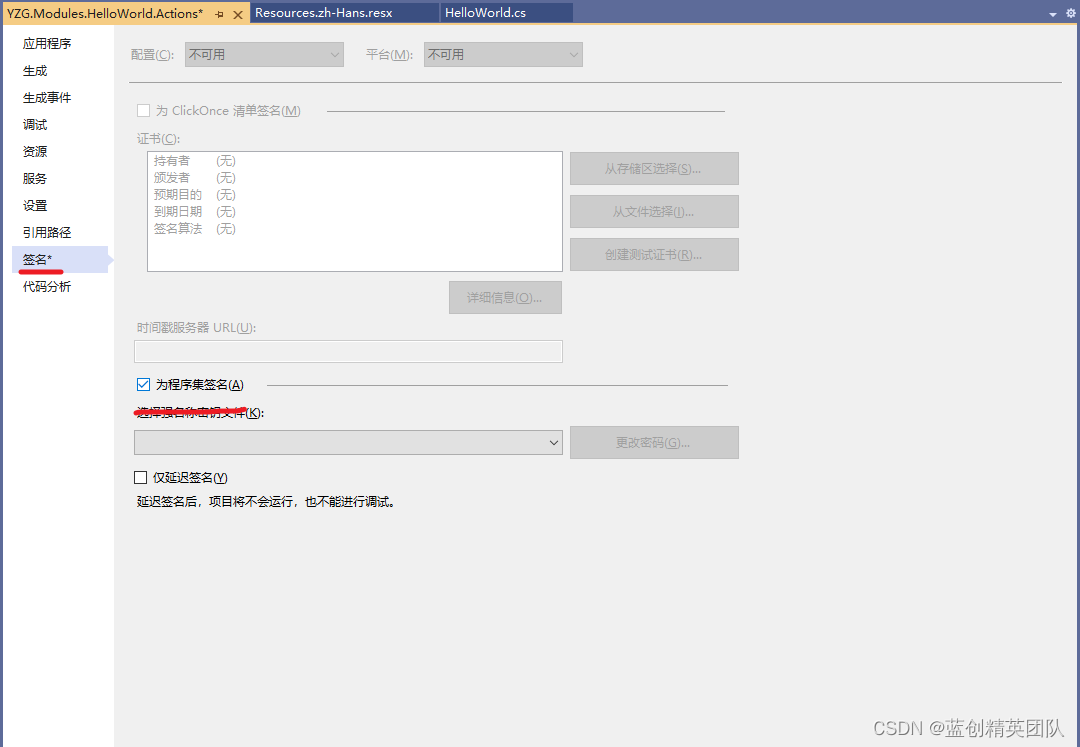 YZG.Modules.HelloWorld.Actions*
Resources.zh-Hans.resx
HelloWorld.cs
应用程序
生成
生成事件
调试
资源
服务
设置
引用路径
签名*
代码分析
配置(C): 不可用 平台(M): 不可用
为 ClickOnce 清单签名(M)
证书(C):
持有者 (无)
颁发者 (无)
预期目的 (无)
到期日期 (无)
签名算法 (无)
从存储区选择(S)...
从文件选择(I)...
创建测试证书(R)...
详细信息(O)...
时间戳服务器 URL(U):
为程序集签名(A)
选择强名称密钥文件(K):
更改密码(G)...
仅延迟签名(Y)
延迟签名后，项目将不会运行，也不能进行调试。
CSDN @蓝创精英团队